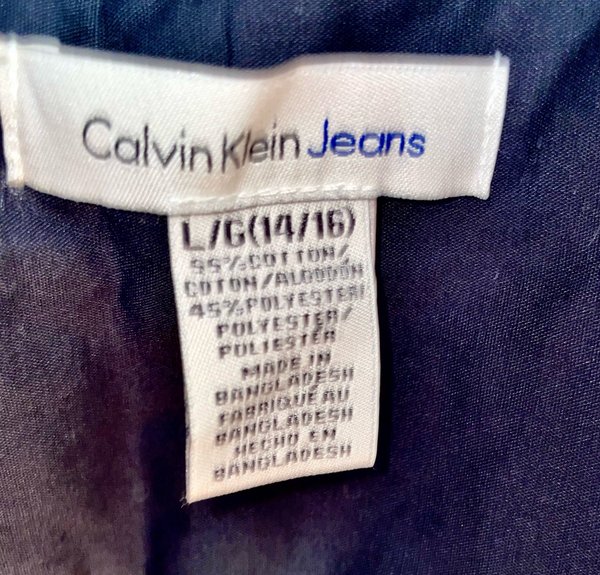 Calvin Klein Jeans
L/G(14/16)
55%COTTON/
COTON/ALGODON
45%POLYESTER/
POLYESTER/
POLIESTER
MADE IN
BANGLADESH
FABRIQUÉ AU
BANGLADESH
HECHO EN
BANGLADESH